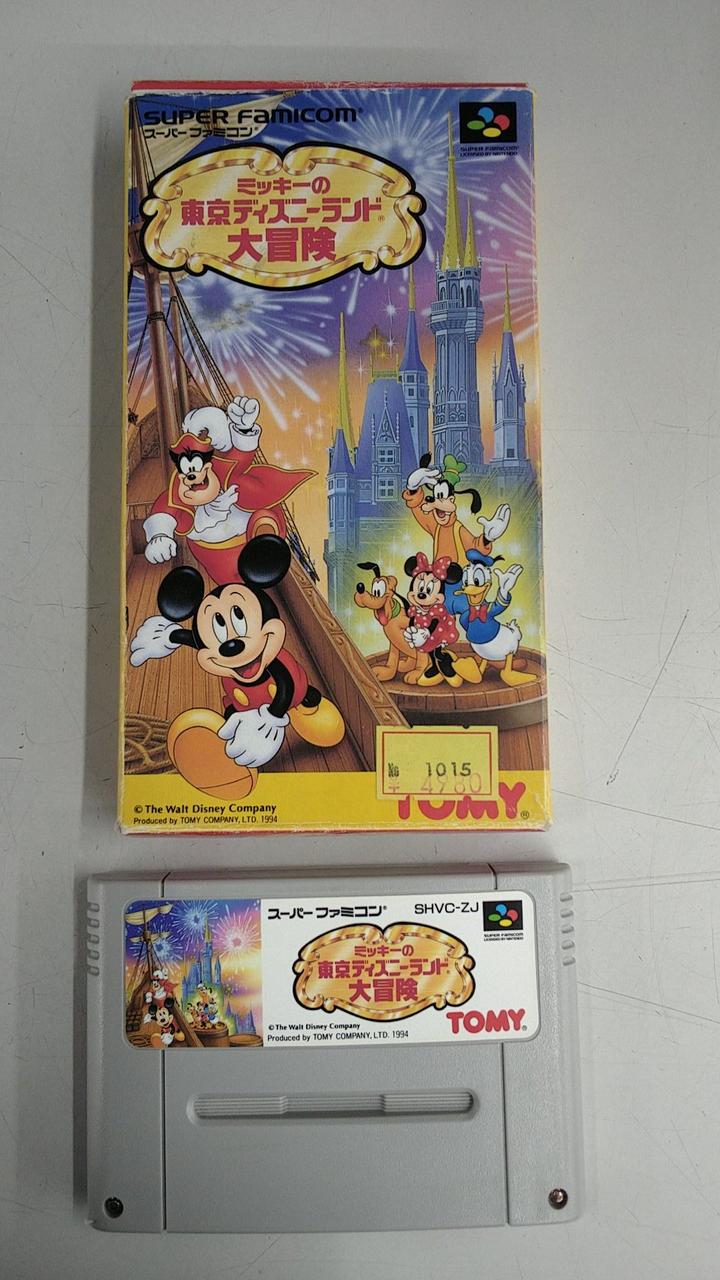 SUPER FAMICOM®
スーパーファミコン®
SUPER FAMICOM
LICENSED BY NINTENDO
ミッキーの
東京ディズニーランド®
大冒険
№ 1015
¥ 4980
TOMY®
© The Walt Disney Company
Produced by TOMY COMPANY, LTD. 1994
スーパーファミコン®
SHVC-ZJ
SUPER FAMICOM
LICENSED BY NINTENDO
ミッキーの
東京ディズニーランド®
大冒険
© The Walt Disney Company
Produced by TOMY COMPANY, LTD. 1994
TOMY®